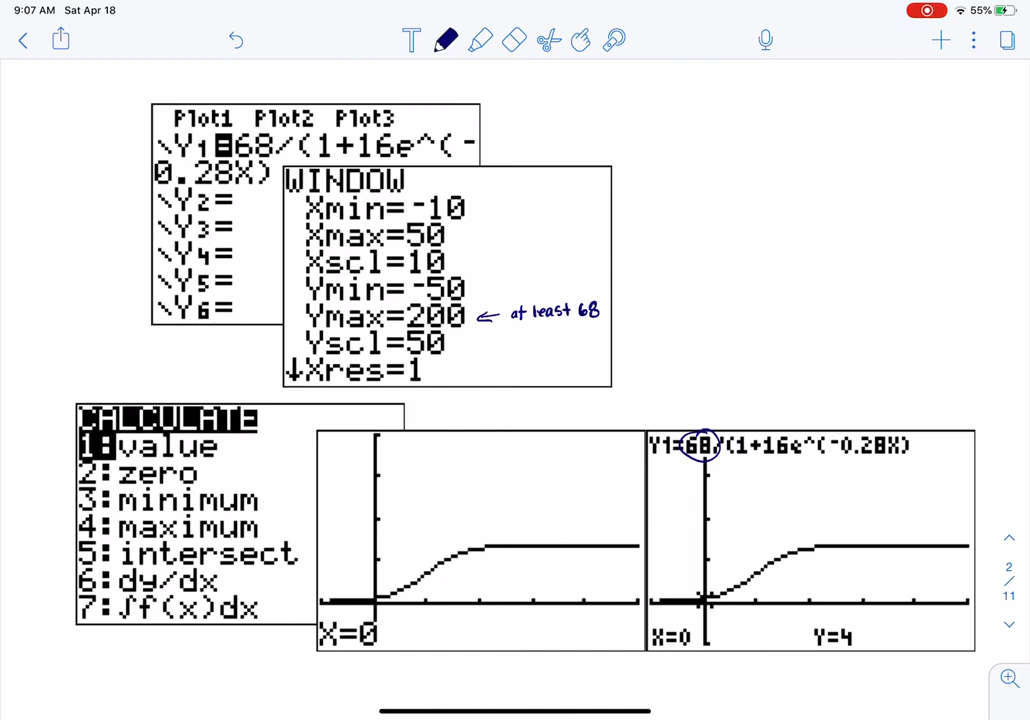 9:07 AM Sat Apr 18
55%
T
Plot1 Plot2 Plot3
\Y1=68/(1+16e^(-
0.28X)
\Y2=
\Y3=
\Y4=
\Y5=
\Y6=
WINDOW
Xmin=-10
Xmax=50
Xscl=10
Ymin=-50
Ymax=200 ← at least 68
Yscl=50
↓Xres=1
CALCULATE
1:value
2:zero
3:minimum
4:maximum
5:intersect
6:dy/dx
7:∫f(x)dx
X=0
Y1=68/(1+16e^(-0.28X)
X=0 Y=4
2
/
11